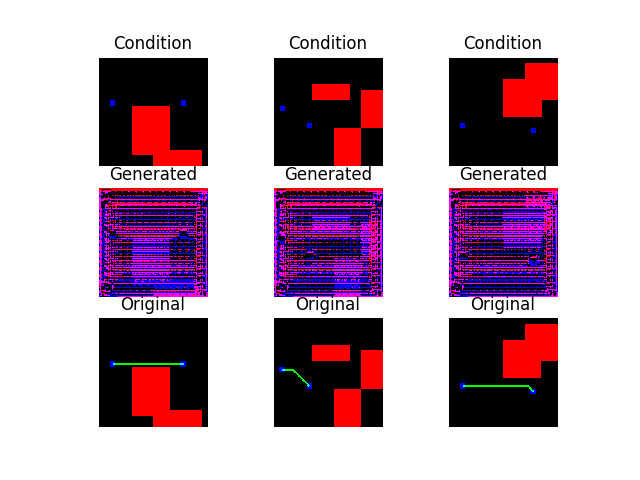 Condition Condition Condition
Generated Generated Generated
Original Original Original